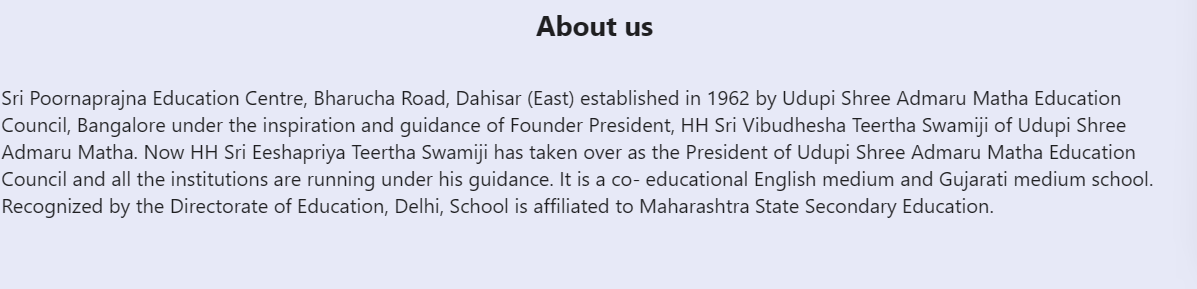 About us
Sri Poornaprajna Education Centre, Bharucha Road, Dahisar (East) established in 1962 by Udupi Shree Admaru Matha Education
Council, Bangalore under the inspiration and guidance of Founder President, HH Sri Vibudhesha Teertha Swamiji of Udupi Shree
Admaru Matha. Now HH Sri Eeshapriya Teertha Swamiji has taken over as the President of Udupi Shree Admaru Matha Education
Council and all the institutions are running under his guidance. It is a co- educational English medium and Gujarati medium school.
Recognized by the Directorate of Education, Delhi, School is affiliated to Maharashtra State Secondary Education.